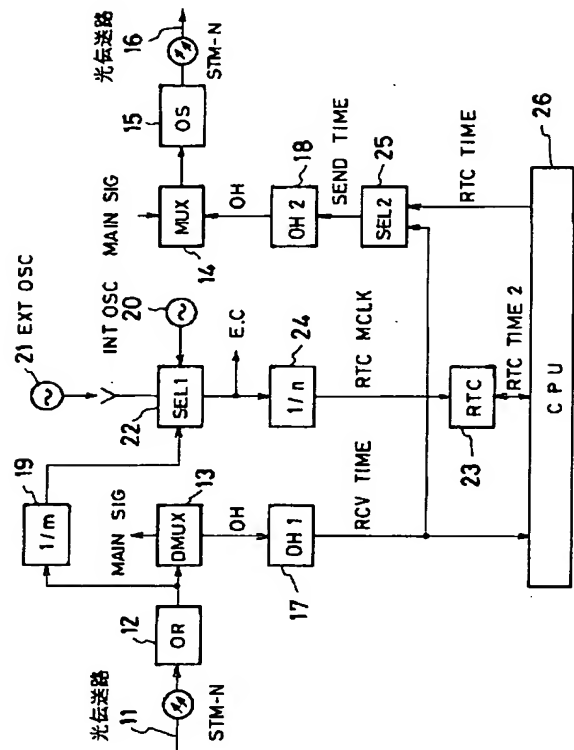 光伝送路
11
STM-N
12
OR
19
1/m
MAIN SIG
DMUX
13
OH
OH 1
17
RCV TIME
21 EXT OSC
INT OSC
20
22
SEL1
E.C
24
1/n
RTC MCLK
RTC
23
RTC TIME 2
CPU
26
MAIN SIG
MUX
14
15
OS
光伝送路
16
STM-N
OH
OH 2
18
SEND TIME
SEL2
25
RTC TIME